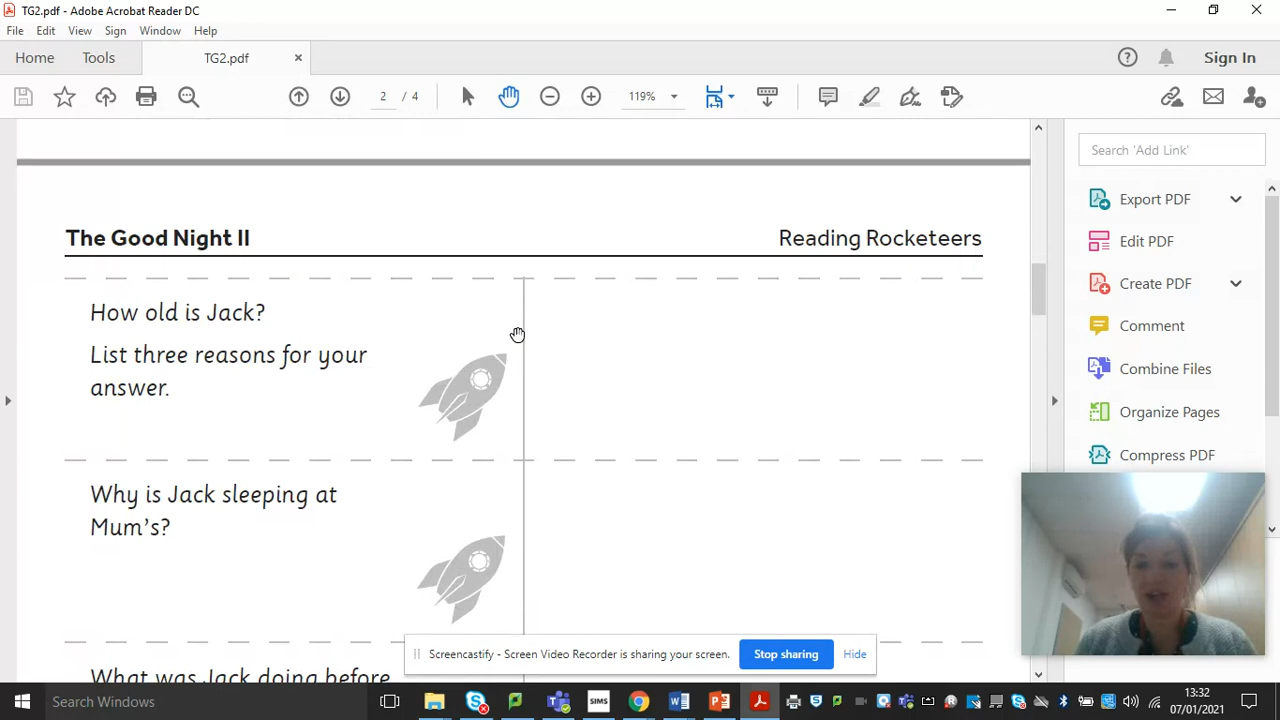 TG2.pdf - Adobe Acrobat Reader DC
File Edit View Sign Window Help
Home Tools TG2.pdf × ? Sign In
2 / 4 119%
Search 'Add Link'
Export PDF
Edit PDF
Create PDF
Comment
Combine Files
Organize Pages
Compress PDF
The Good Night II Reading Rocketeers
How old is Jack?
List three reasons for your
answer.
Why is Jack sleeping at
Mum's?
What was Jack doing before
Screencastify - Screen Video Recorder is sharing your screen. Stop sharing Hide
Search Windows SIMS 13:32
07/01/2021